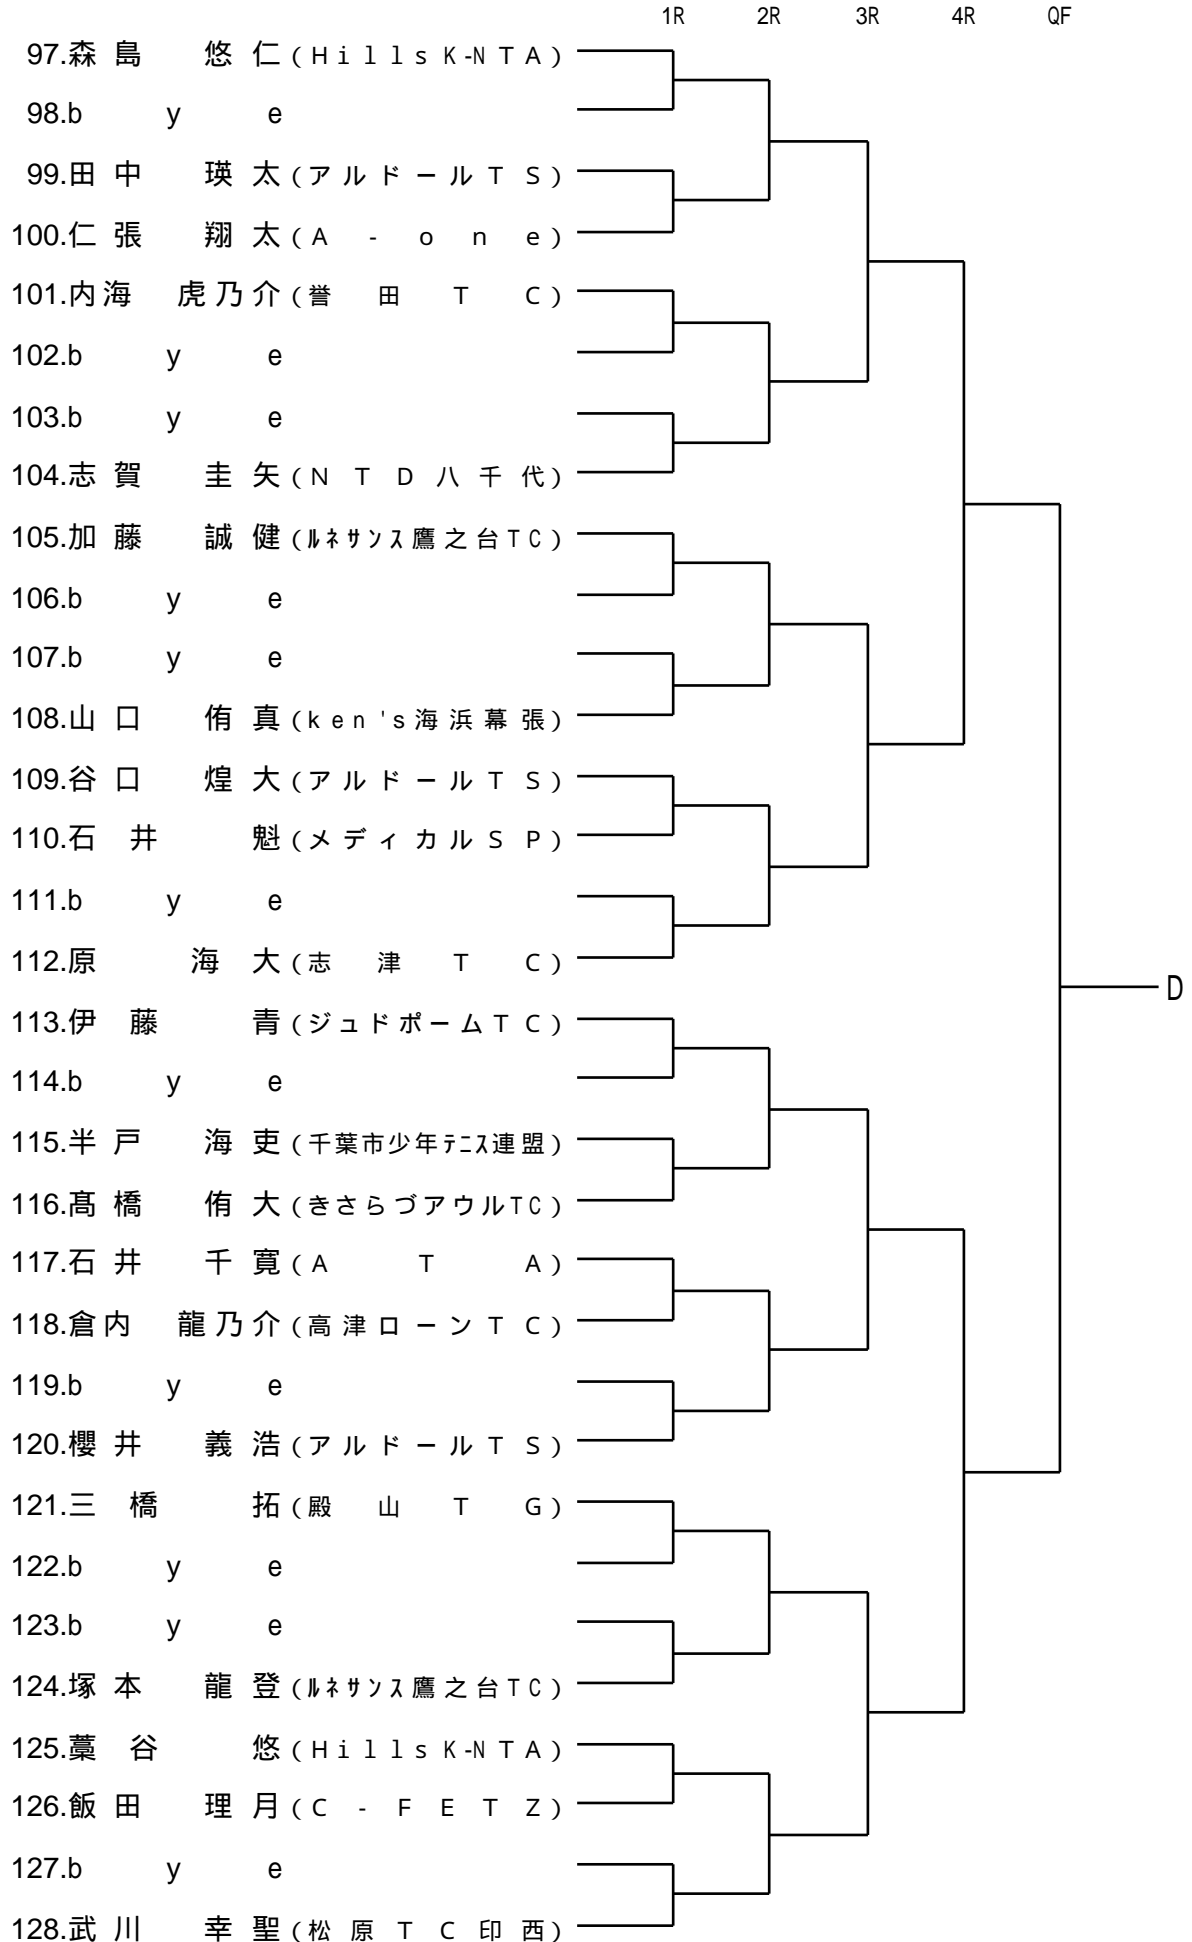 1R 2R 3R 4R QF
97.森島 悠仁(HillsK-NTA)
98.bye
99.田中 瑛太(アルドールTS)
100.仁張 翔太(A-one)
101.内海 虎乃介(誉田TC)
102.bye
103.bye
104.志賀 圭矢(NTD八千代)
105.加藤 誠健(ﾙﾈｻﾝｽ鷹之台TC)
106.bye
107.bye
108.山口 侑真(ken's海浜幕張)
109.谷口 煌大(アルドールTS)
110.石井 魁(メディカルSP)
111.bye
112.原 海大(志津TC)
D
113.伊藤 青(ジュドポームTC)
114.bye
115.半戸 海吏(千葉市少年ﾃﾆｽ連盟)
116.髙橋 侑大(きさらづアウルTC)
117.石井 千寛(ATA)
118.倉内 龍乃介(高津ローンTC)
119.bye
120.櫻井 義浩(アルドールTS)
121.三橋 拓(殿山TG)
122.bye
123.bye
124.塚本 龍登(ﾙﾈｻﾝｽ鷹之台TC)
125.藁谷 悠(HillsK-NTA)
126.飯田 理月(C-FETZ)
127.bye
128.武川 幸聖(松原TC印西)